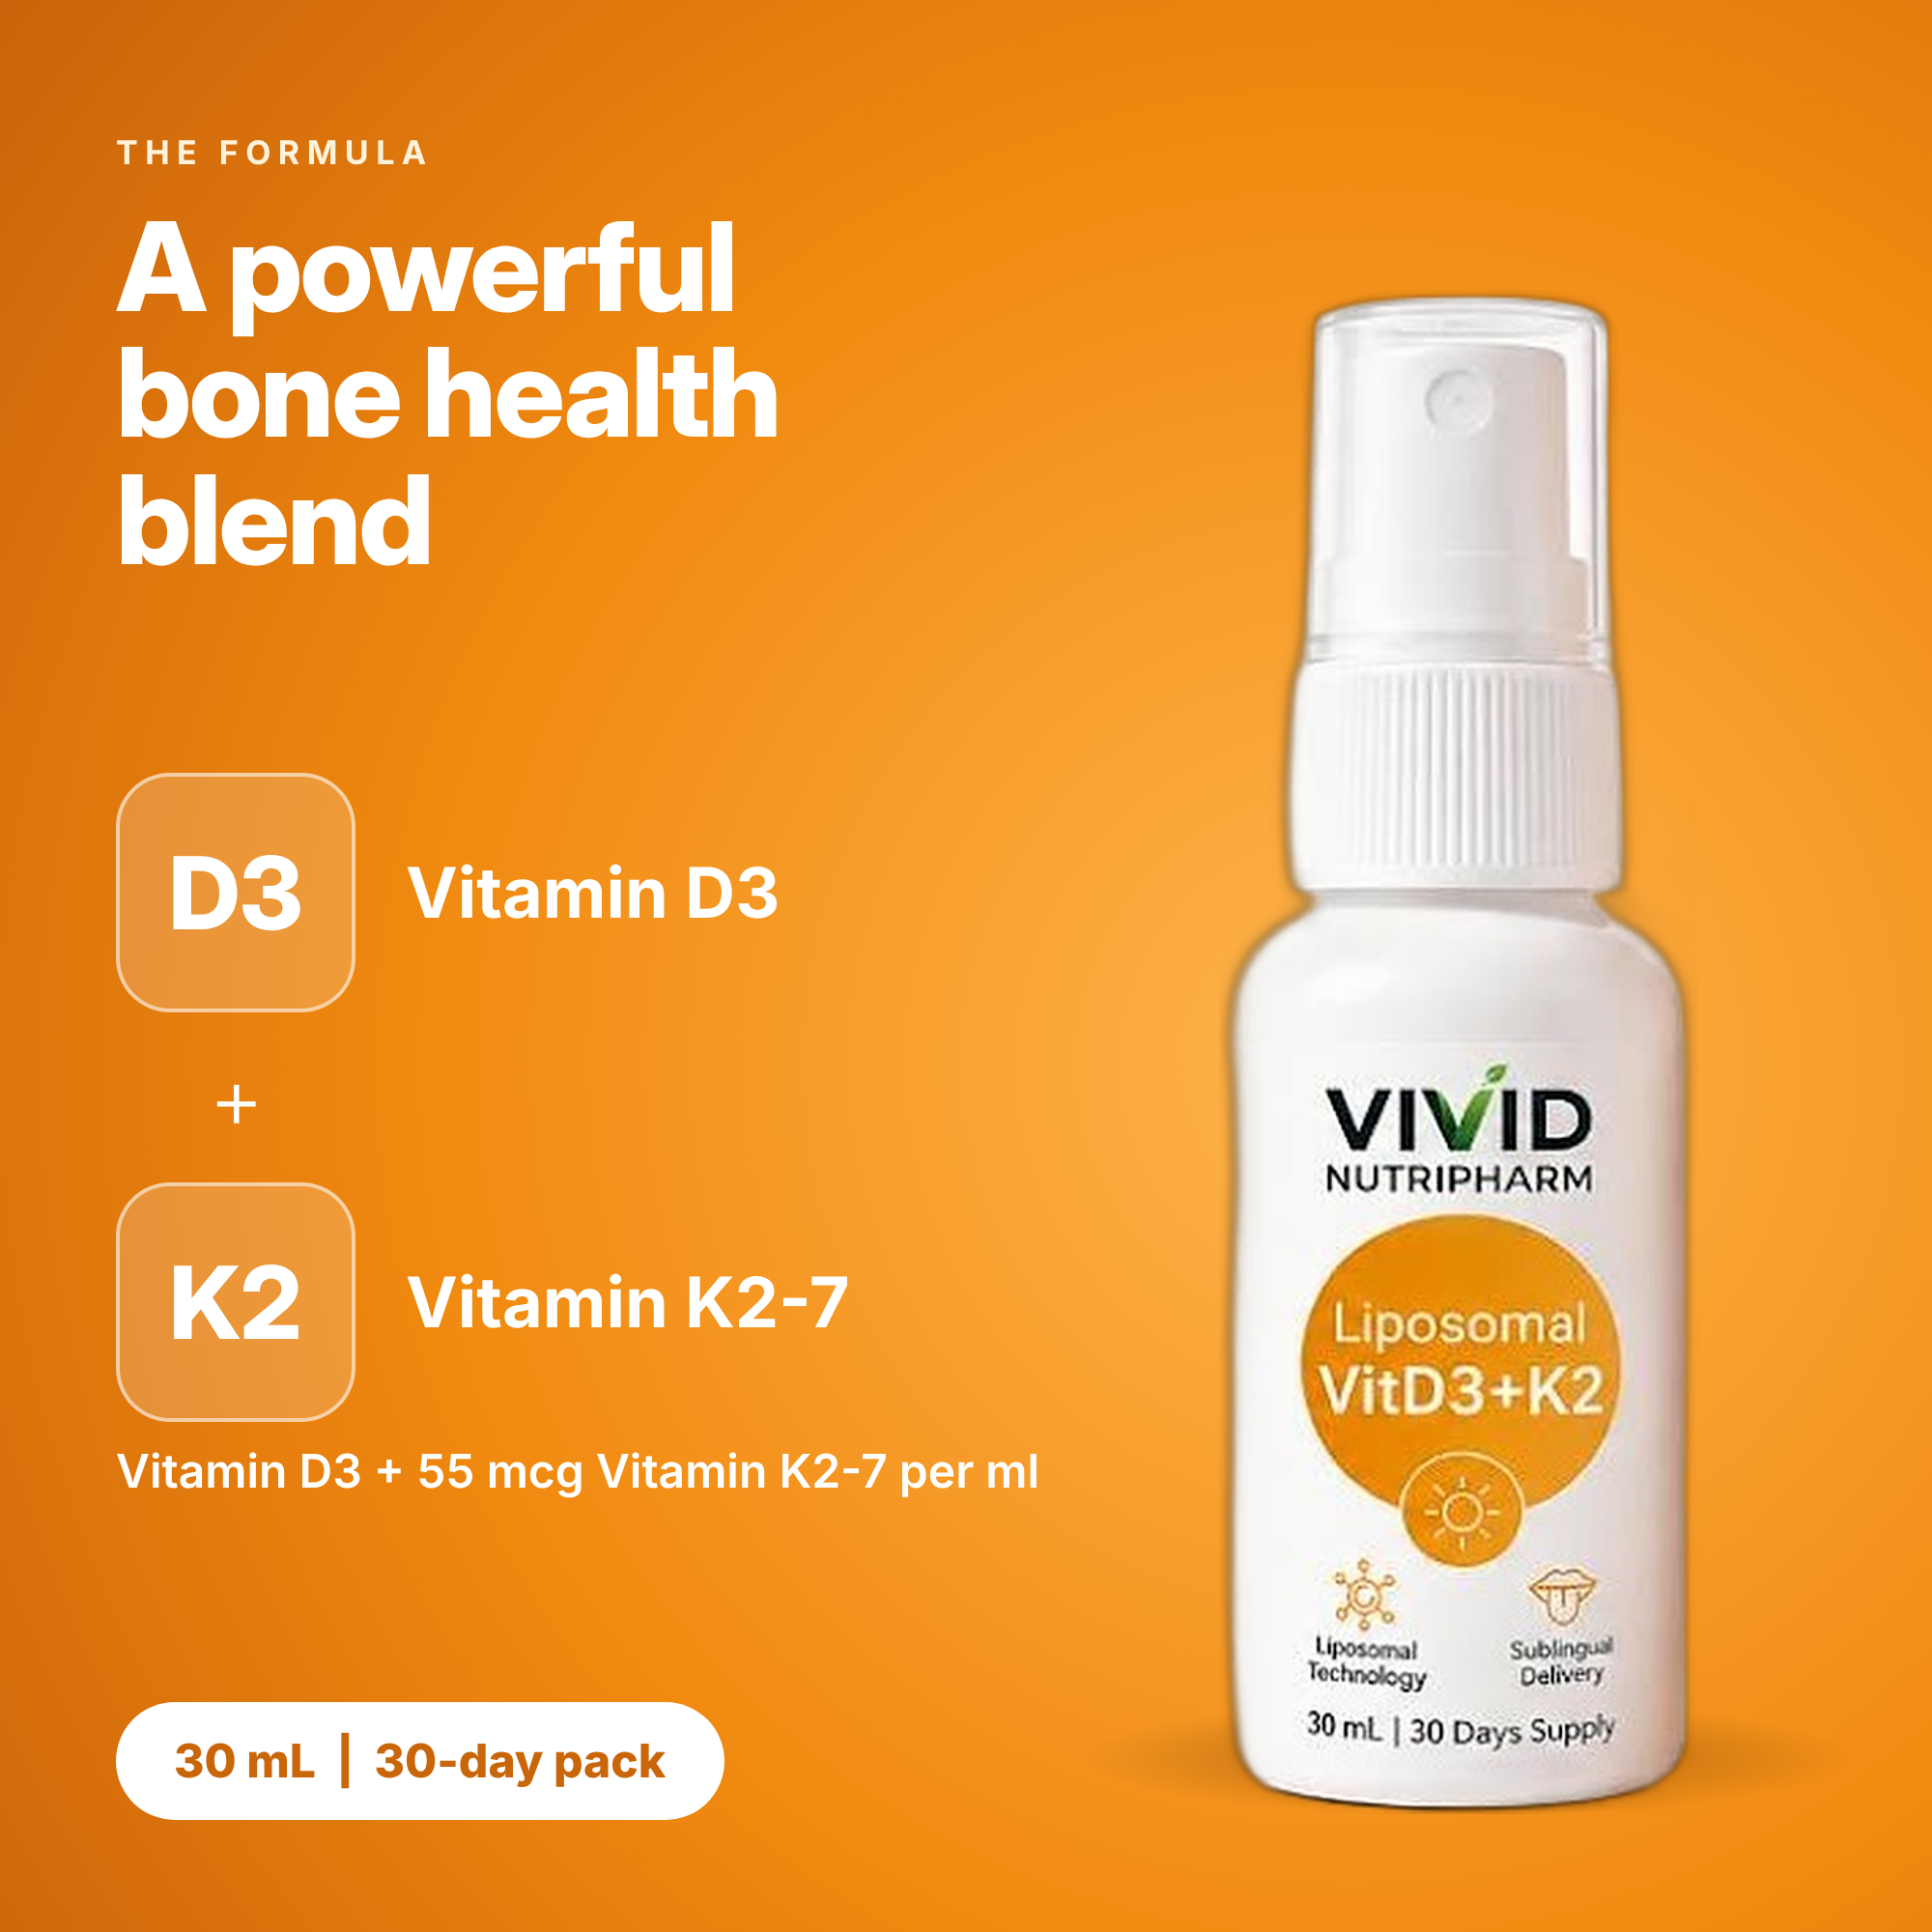 THE FORMULA
A powerful
bone health
blend
D3
Vitamin D3
+
K2
Vitamin K2-7
Vitamin D3 + 55 mcg Vitamin K2-7 per ml
30 mL | 30-day pack
VIVID
NUTRIPHARM
Liposomal
VitD3+K2
Liposomal
Technology
Sublingual
Delivery
30 mL | 30 Days Supply